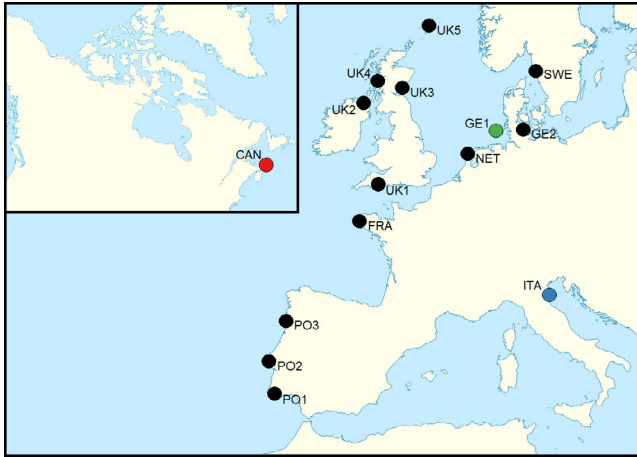 UK5
UK4
SWE
UK3
UK2
GE1
GE2
CAN
NET
UK1
FRA
ITA
PO3
PO2
PO1